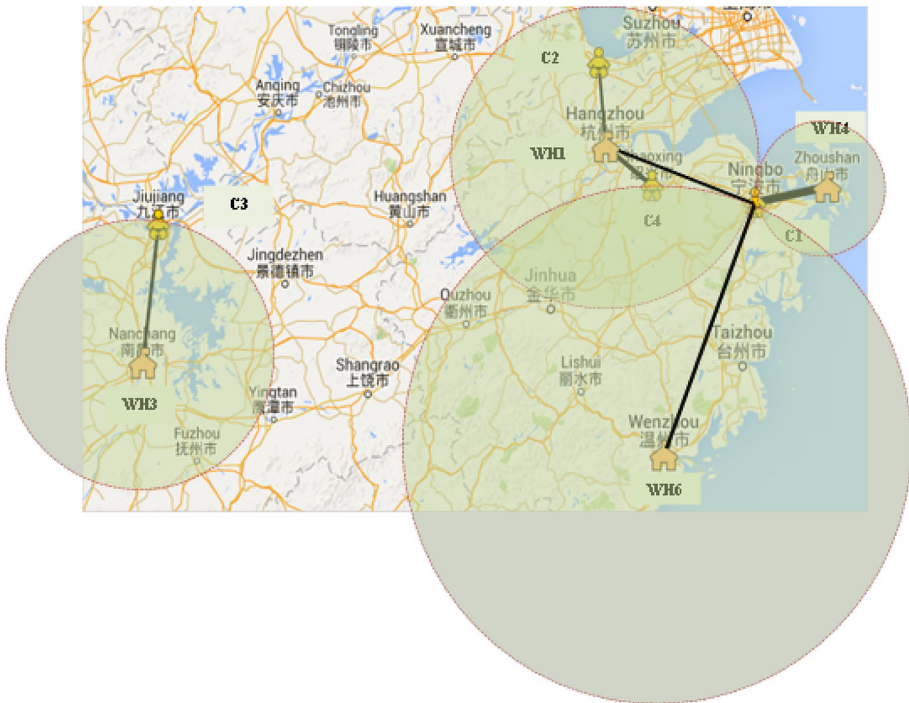 Suzhou
苏州市
Tongling
铜陵市
Xuancheng
宣城市
C2
Anqing
安庆市
Chizhou
池州市
Hangzhou
杭州市
WH4
WH1
Shaoxing
Ningbo
宁波市
Zhoushan
舟山市
Jiujiang
九江市
C3
Huangshan
黄山市
C4
C1
Jingdezhen
景德镇市
Jinhua
金华市
Quzhou
衢州市
Taizhou
台州市
Nanchang
南昌市
Shangrao
上饶市
Lishui
丽水市
WH3
Yingtan
鹰潭市
Wenzhou
温州市
Fuzhou
抚州市
WH6